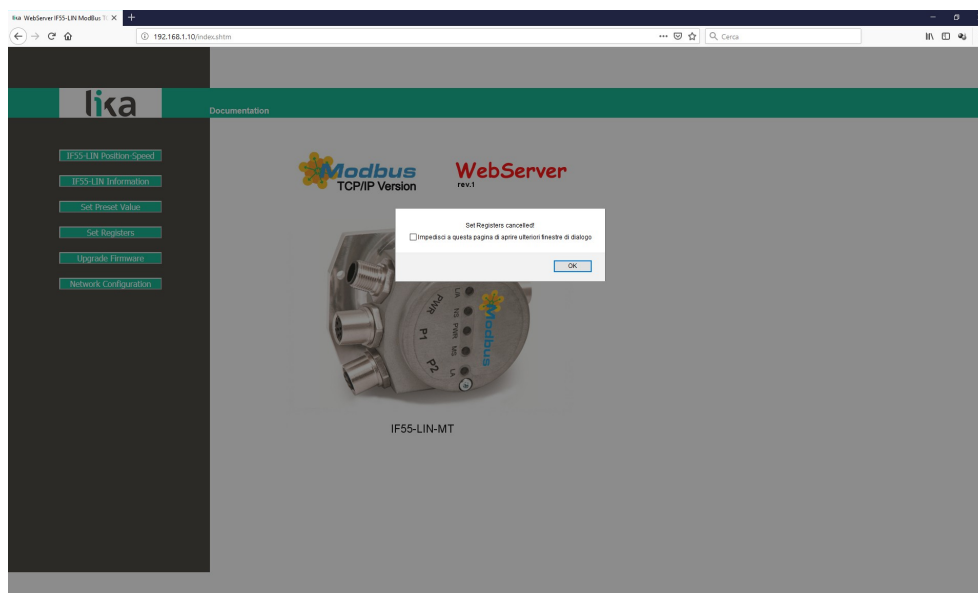 lika WebServer IF55-LIN ModBus TC
192.168.1.10/index.shtm
Cerca
lika
Documentation
IF55-LIN Position-Speed
IF55-LIN Information
Set Preset Value
Set Registers
Upgrade Firmware
Network Configuration
Modbus
TCP/IP Version
WebServer
rev.1
Set Registers cancelled!
Impedisci a questa pagina di aprire ulteriori finestre di dialogo
OK
PWR
P1
P2
LA
NS
PWR
MS
LA
Modbus
IF55-LIN-MT